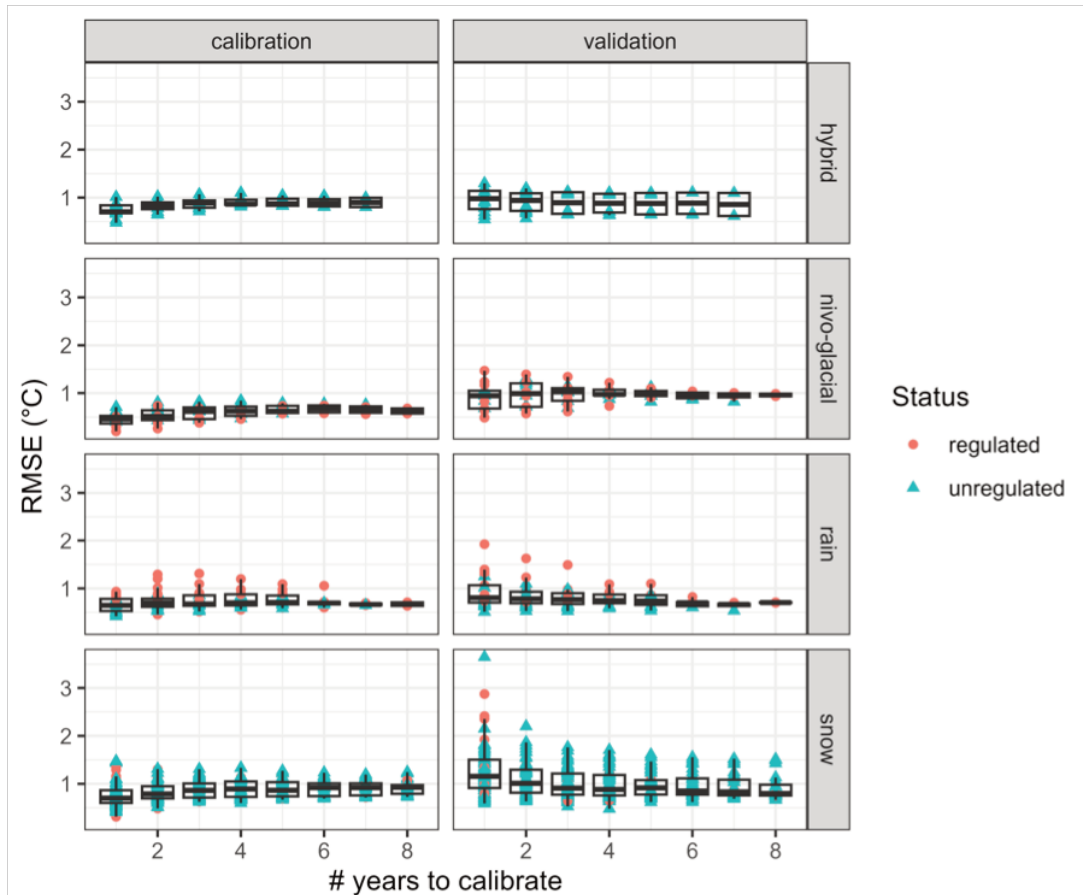 calibration validation
3
2
1
hybrid
3
2
1
nivo-glacial
RMSE (°C)
Status
regulated
unregulated
3
2
1
rain
3
2
1
snow
2 4 6 8 2 4 6 8
# years to calibrate